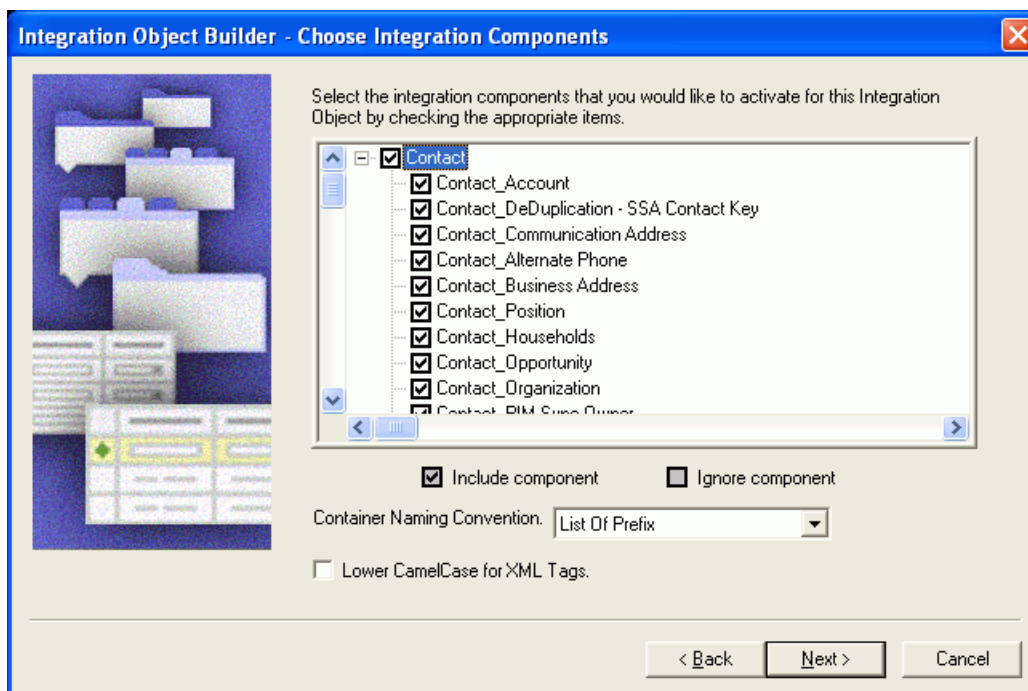 Integration Object Builder - Choose Integration Components
Select the integration components that you would like to activate for this Integration
Object by checking the appropriate items.
Contact
Contact_Account
Contact_DeDuplication - SSA Contact Key
Contact_Communication Address
Contact_Alternate Phone
Contact_Business Address
Contact_Position
Contact_Households
Contact_Opportunity
Contact_Organization
Contact_PIM Sync Owner
Include component
Ignore component
Container Naming Convention.
List Of Prefix
Lower CamelCase for XML Tags.
< Back
Next >
Cancel